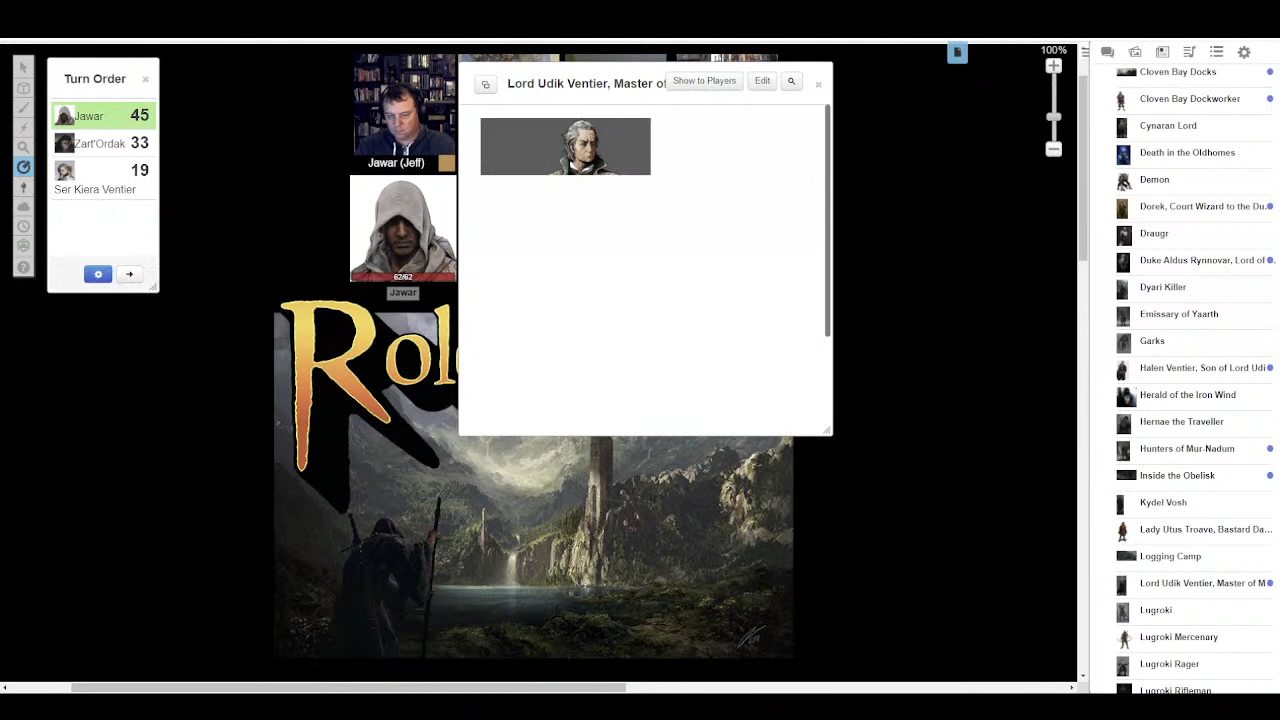 Turn Order
Jawar 45
Zart'Ordak 33
19
Ser Kiera Ventier
Jawar (Jeff)
62/62
Jawar
Rol
Lord Udik Ventier, Master of
Show to Players
Edit
100%
Cloven Bay Docks
Cloven Bay Dockworker
Cynaran Lord
Death in the Oldhomes
Demon
Dorek, Court Wizard to the Du...
Draugr
Duke Aldus Rynnovar, Lord of ...
Dyari Killer
Emissary of Yaarth
Garks
Halen Ventier, Son of Lord Udi
Herald of the Iron Wind
Hernae the Traveller
Hunters of Mur-Nadum
Inside the Obelisk
Kydel Vosh
Lady Utus Troave, Bastard Da...
Logging Camp
Lord Udik Ventier, Master of M
Lugroki
Lugroki Mercenary
Lugroki Rager
Lugroki Rifleman